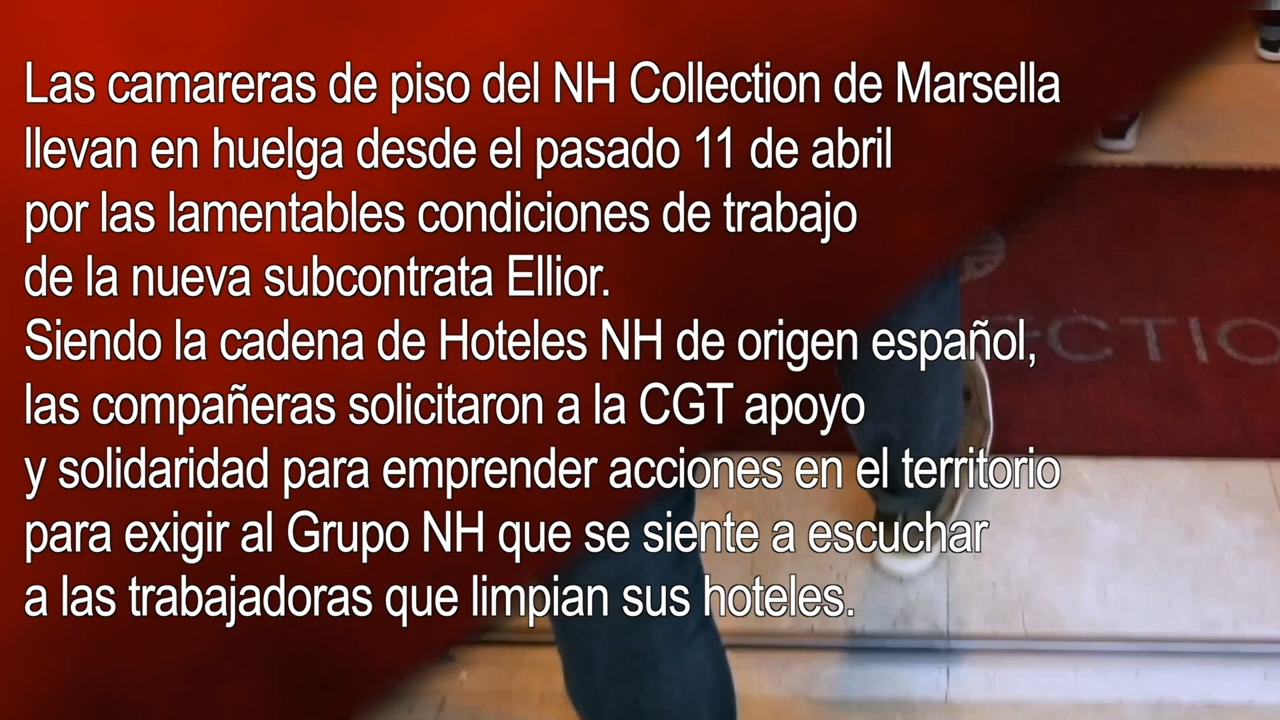 Las camareras de piso del NH Collection de Marsella
llevan en huelga desde el pasado 11 de abril
por las lamentables condiciones de trabajo
de la nueva subcontrata Ellior.
Siendo la cadena de Hoteles NH de origen español,
las compañeras solicitaron a la CGT apoyo
y solidaridad para emprender acciones en el territorio
para exigir al Grupo NH que se siente a escuchar
a las trabajadoras que limpian sus hoteles.